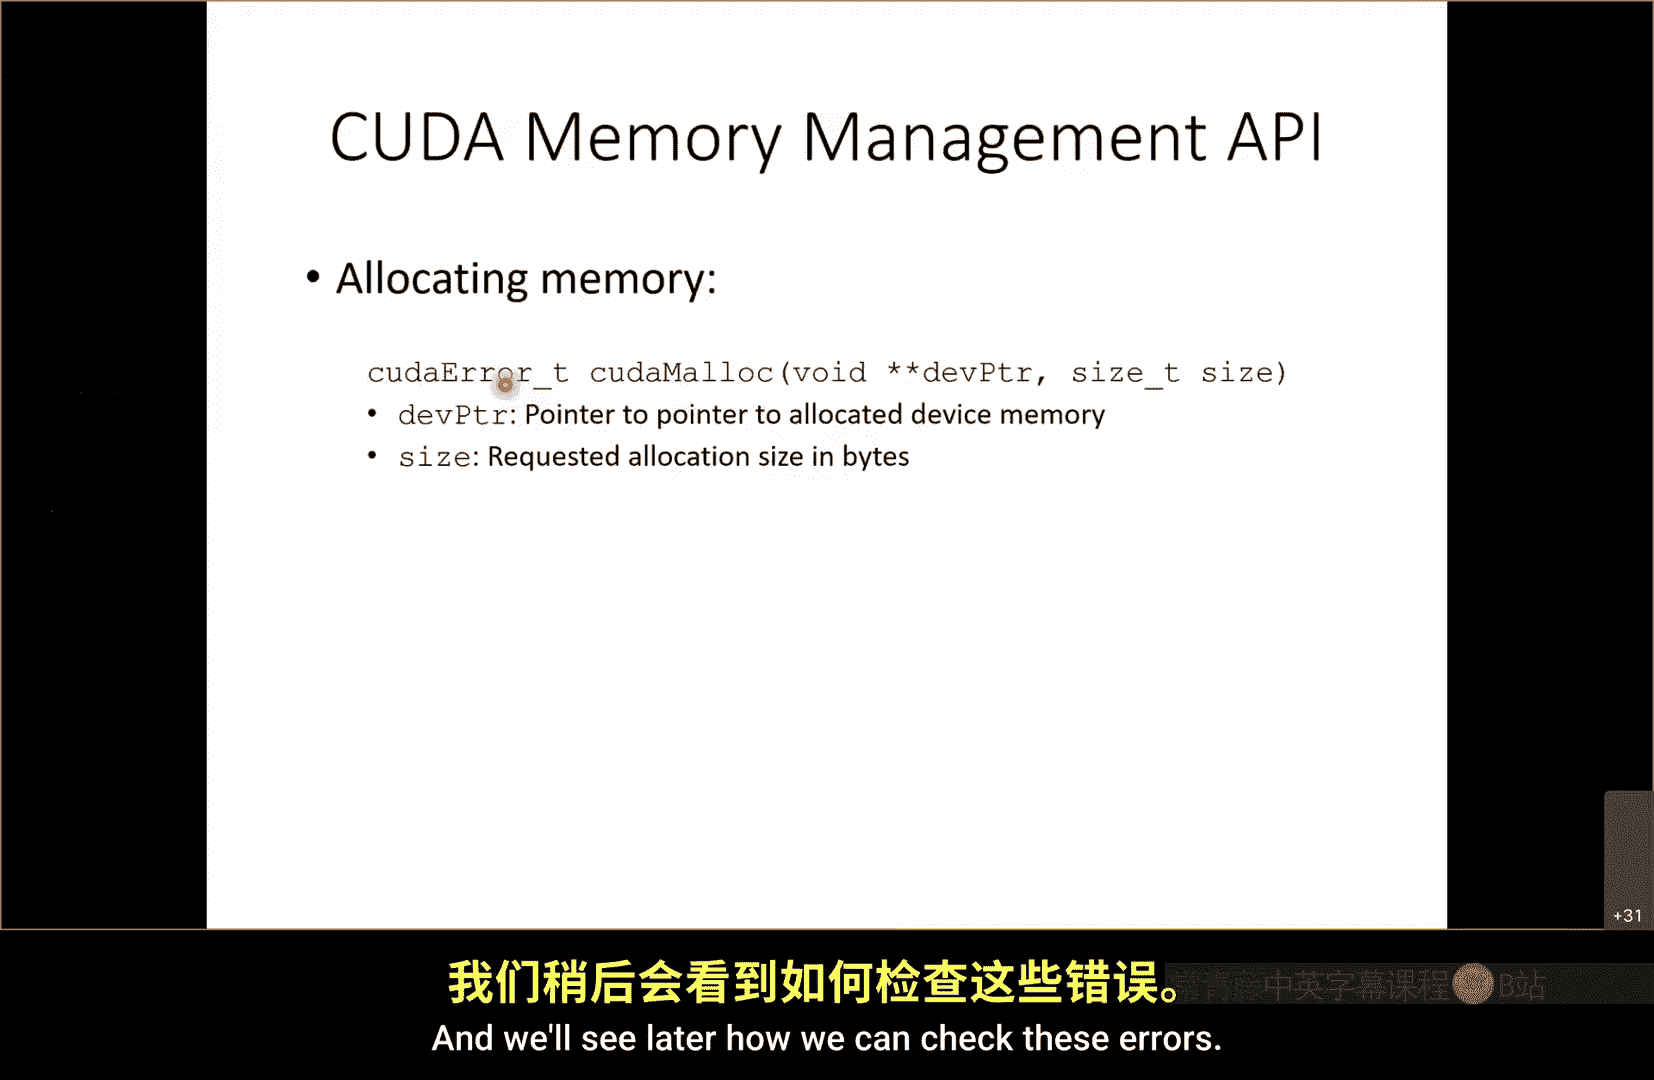 CUDA Memory Management API
• Allocating memory:
cudaError_t cudaMalloc(void **devPtr, size_t size)
• devPtr: Pointer to pointer to allocated device memory
• size: Requested allocation size in bytes
+31
我们稍后会看到如何检查这些错误。
中英字幕课程 B站
And we'll see later how we can check these errors.